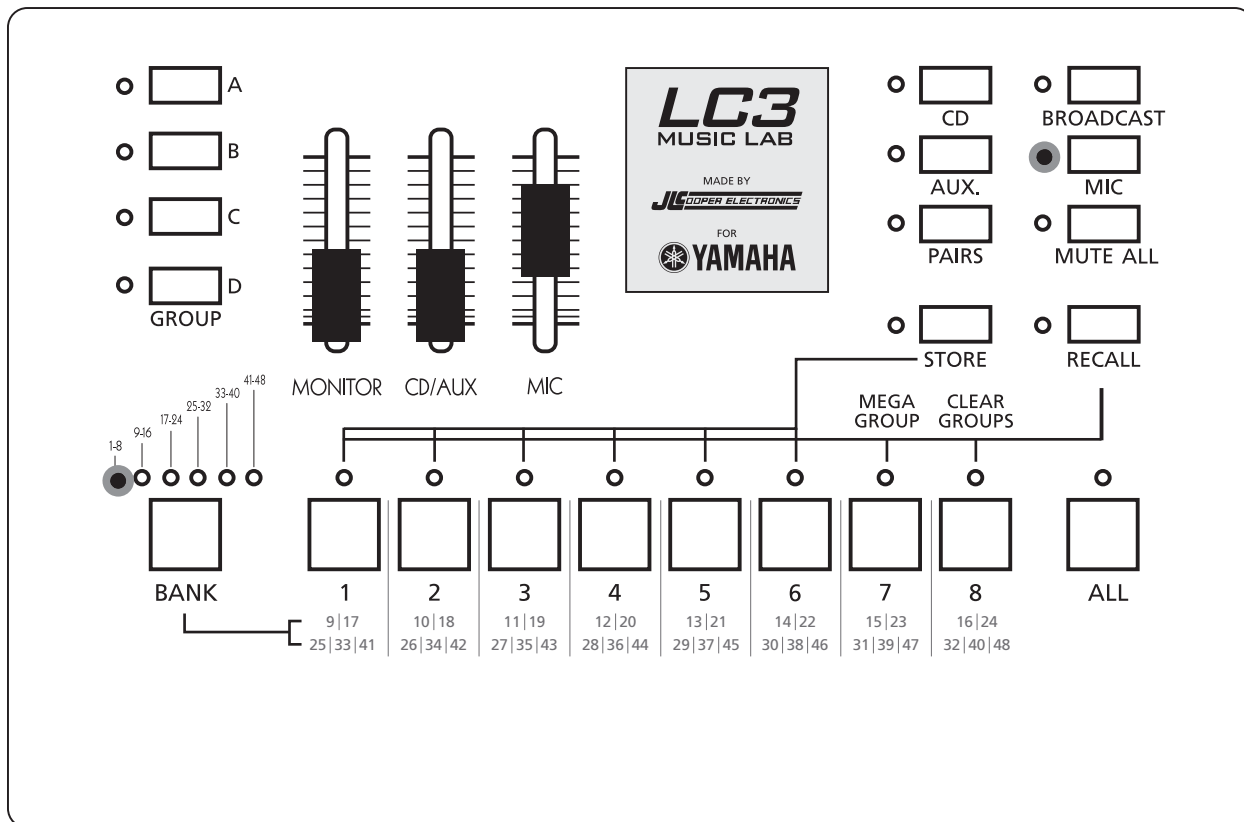 A
B
C
D
GROUP
MONITOR
CD/AUX
MIC
LC3
MUSIC LAB
MADE BY
JLCOOPER ELECTRONICS
FOR
YAMAHA
CD
BROADCAST
AUX.
MIC
PAIRS
MUTE ALL
STORE
RECALL
MEGA
GROUP
CLEAR
GROUPS
1-8
9-16
17-24
25-32
33-40
41-48
BANK
1
2
3
4
5
6
7
8
ALL
9|17
10|18
11|19
12|20
13|21
14|22
15|23
16|24
25|33|41
26|34|42
27|35|43
28|36|44
29|37|45
30|38|46
31|39|47
32|40|48